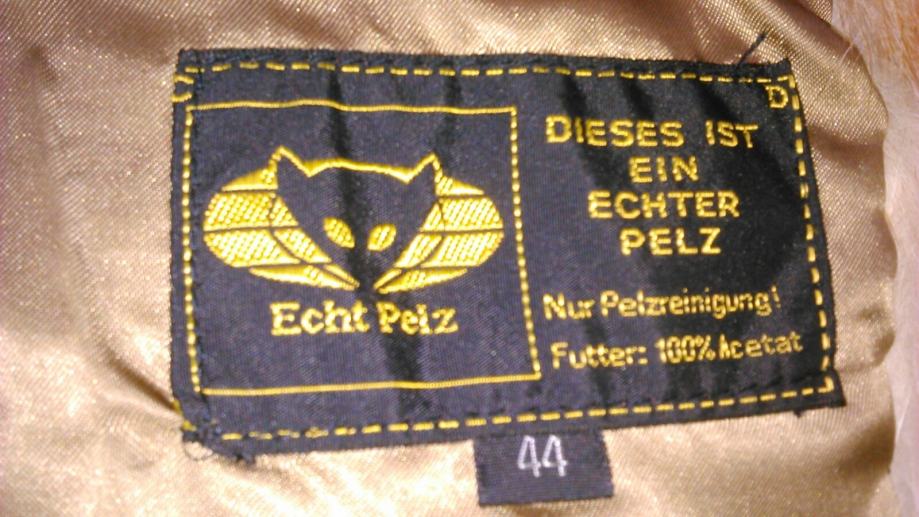 D
DIESES IST
EIN
ECHTER
PELZ
Echt Pelz
Nur Pelzreinigung!
Futter: 100% Acetat
44